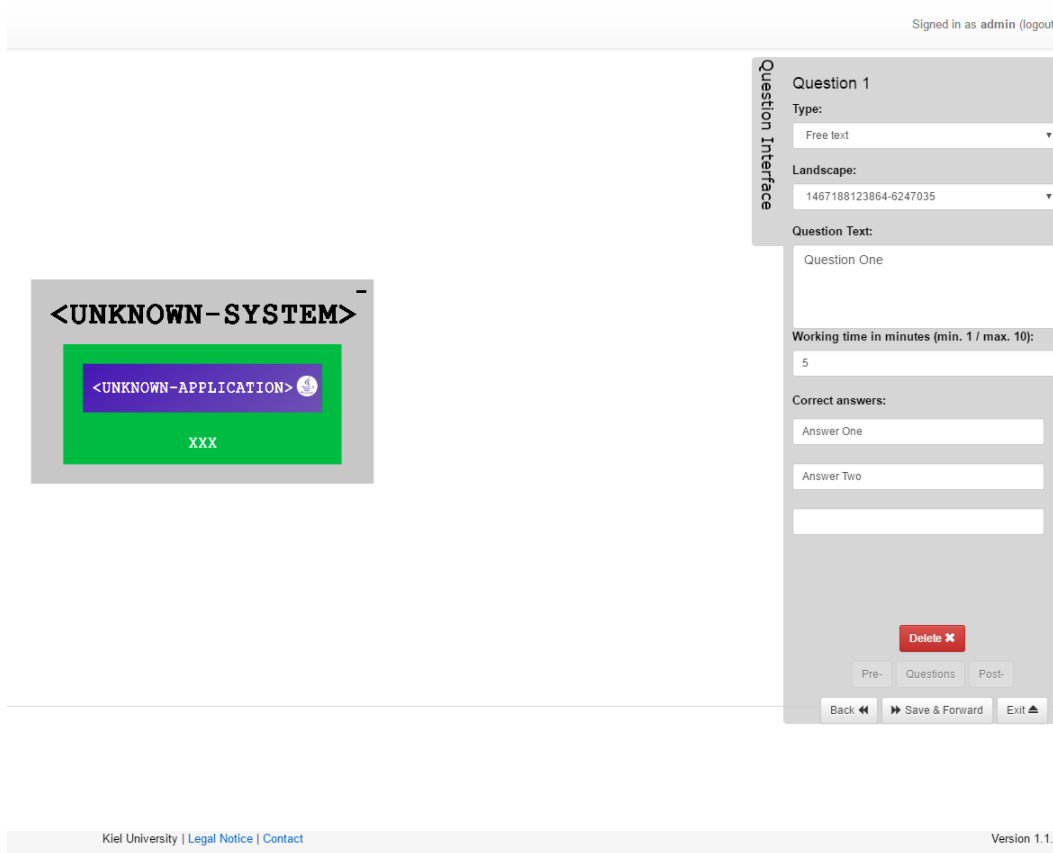 Signed in as admin (logout
Question Interface
Question 1
Type:
Free text
Landscape:
1467188123864-6247035
Question Text:
Question One
Working time in minutes (min. 1 / max. 10):
5
Correct answers:
Answer One
Answer Two
<UNKNOWN-SYSTEM>
<UNKNOWN-APPLICATION>
XXX
Delete
Pre- Questions Post-
Back Save & Forward Exit
Kiel University | Legal Notice | Contact Version 1.1.